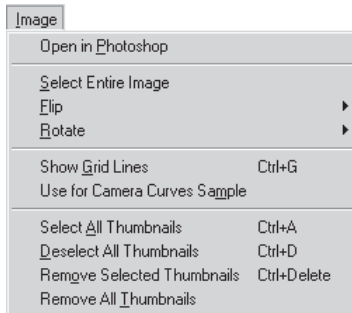 Image
Open in Photoshop
Select Entire Image
Flip
Rotate
Show Grid Lines Ctrl+G
Use for Camera Curves Sample
Select All Thumbnails Ctrl+A
Deselect All Thumbnails Ctrl+D
Remove Selected Thumbnails Ctrl+Delete
Remove All Thumbnails